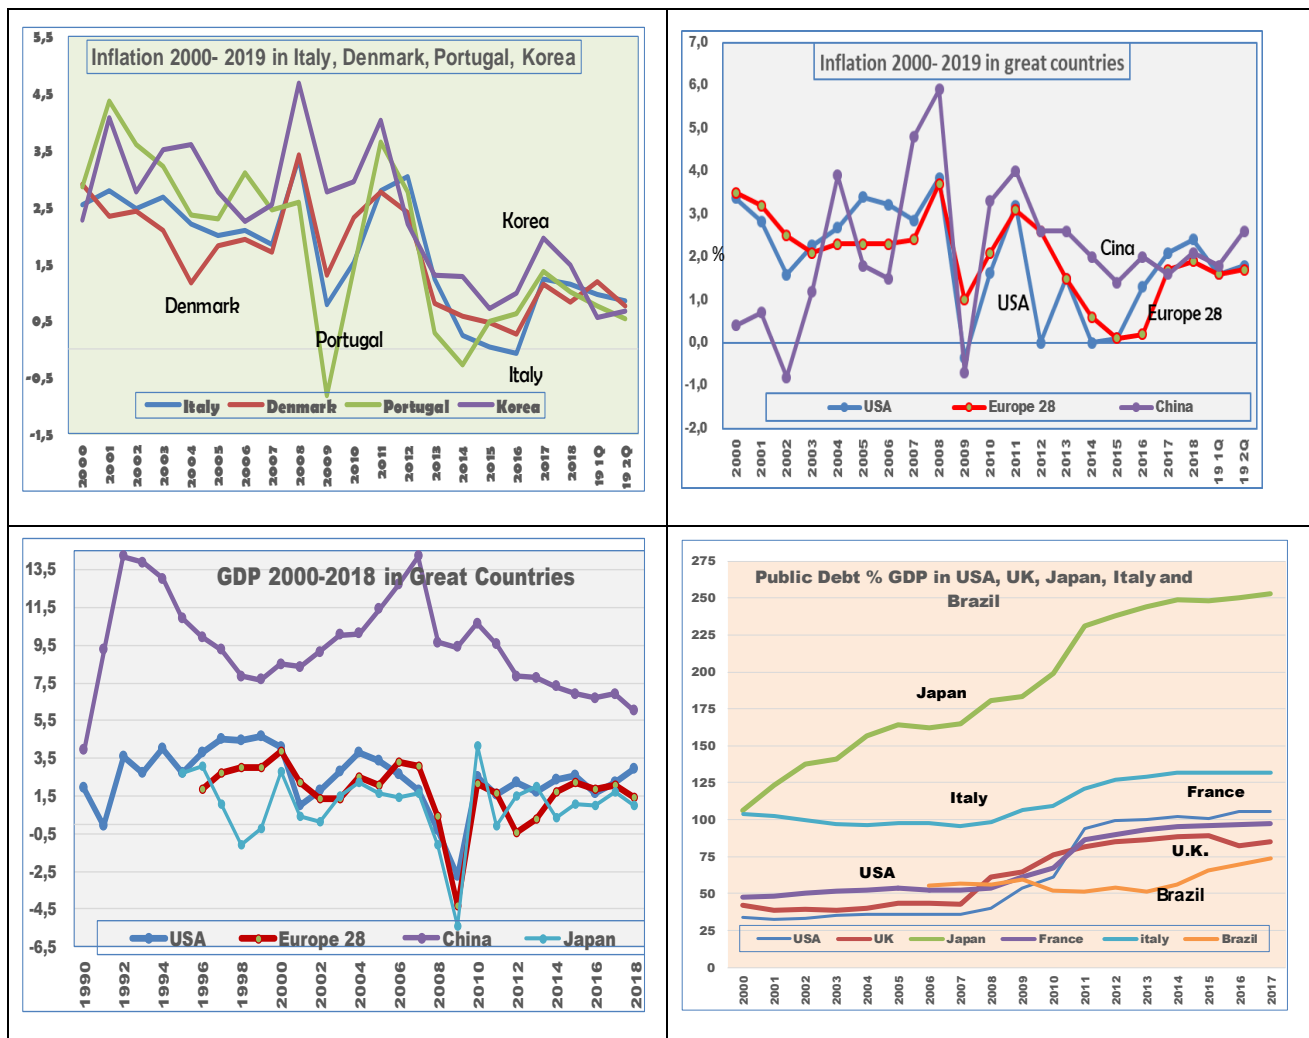 Inflation 2000- 2019 in Italy, Denmark, Portugal, Korea
5,5
4,5
3,5
2,5
1,5
0,5
-0,5
-1,5
Korea
Denmark
Portugal
Italy
Italy Denmark Portugal Korea
2000 2001 2002 2003 2004 2005 2006 2007 2008 2009 2010 2011 2012 2013 2014 2015 2016 2017 2018 19 1Q 19 2Q
Inflation 2000- 2019 in great countries
7,0
6,0
5,0
4,0
3,0
2,0
1,0
0,0
-1,0
-2,0
%
Cina
USA
Europe 28
USA Europe 28 China
2000 2001 2002 2003 2004 2005 2006 2007 2008 2009 2010 2011 2012 2013 2014 2015 2016 2017 2018 19 1Q 19 2Q
GDP 2000-2018 in Great Countries
13,5
11,5
9,5
7,5
5,5
3,5
1,5
-0,5
-2,5
-4,5
-6,5
USA Europe 28 China Japan
1990 1992 1994 1996 1998 2000 2002 2004 2006 2008 2010 2012 2014 2016 2018
Public Debt % GDP in USA, UK, Japan, Italy and
Brazil
275
250
225
200
175
150
125
100
75
50
25
0
Japan
Italy
France
USA
U.K.
Brazil
USA UK Japan France italy Brazil
2000 2001 2002 2003 2004 2005 2006 2007 2008 2009 2010 2011 2012 2013 2014 2015 2016 2017